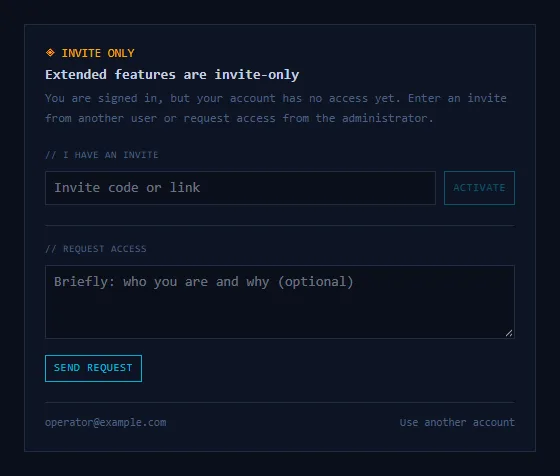 ◈ INVITE ONLY
Extended features are invite-only
You are signed in, but your account has no access yet. Enter an invite
from another user or request access from the administrator.
// I HAVE AN INVITE
Invite code or link
ACTIVATE
// REQUEST ACCESS
Briefly: who you are and why (optional)
SEND REQUEST
operator@example.com
Use another account